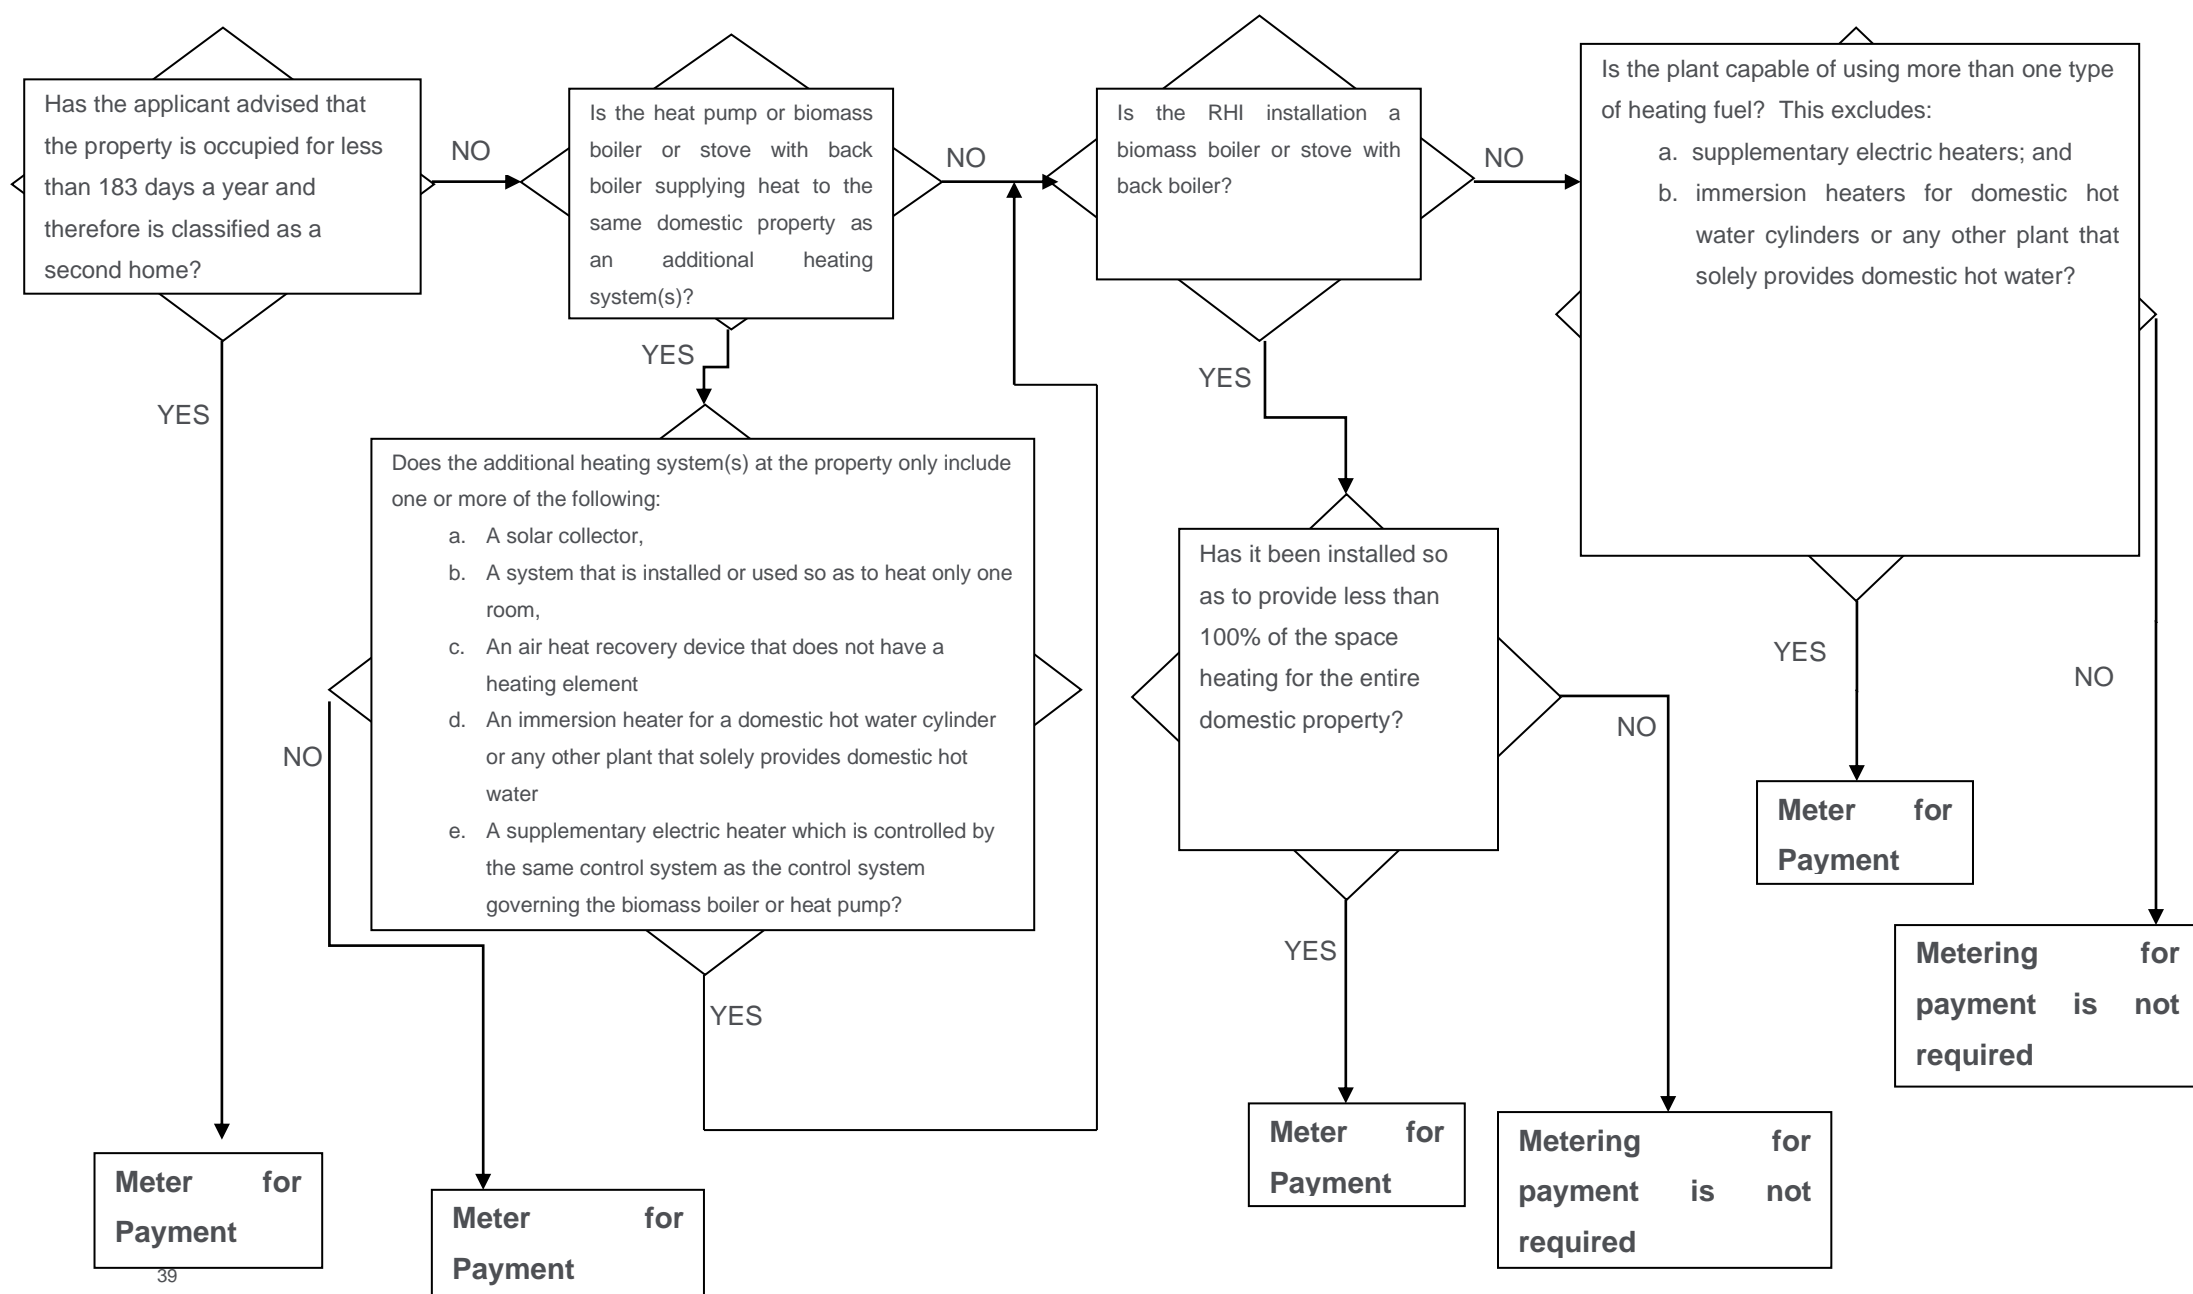 Has the applicant advised that
the property is occupied for less
than 183 days a year and
therefore is classified as a
second home?
NO
YES
Is the heat pump or biomass
boiler or stove with back
boiler supplying heat to the
same domestic property as
an additional heating
system(s)?
NO
YES
Is the RHI installation a
biomass boiler or stove with
back boiler?
NO
YES
Is the plant capable of using more than one type
of heating fuel? This excludes:
a. supplementary electric heaters; and
b. immersion heaters for domestic hot
water cylinders or any other plant that
solely provides domestic hot water?
YES
NO
Does the additional heating system(s) at the property only include
one or more of the following:
a. A solar collector,
b. A system that is installed or used so as to heat only one
room,
c. An air heat recovery device that does not have a
heating element
d. An immersion heater for a domestic hot water cylinder
or any other plant that solely provides domestic hot
water
e. A supplementary electric heater which is controlled by
the same control system as the control system
governing the biomass boiler or heat pump?
NO
YES
Has it been installed so
as to provide less than
100% of the space
heating for the entire
domestic property?
NO
YES
Meter for
Payment
Metering for
payment is not
required
Meter for
Payment
Metering for
payment is not
required
Meter for
Payment
Meter for
Payment
39